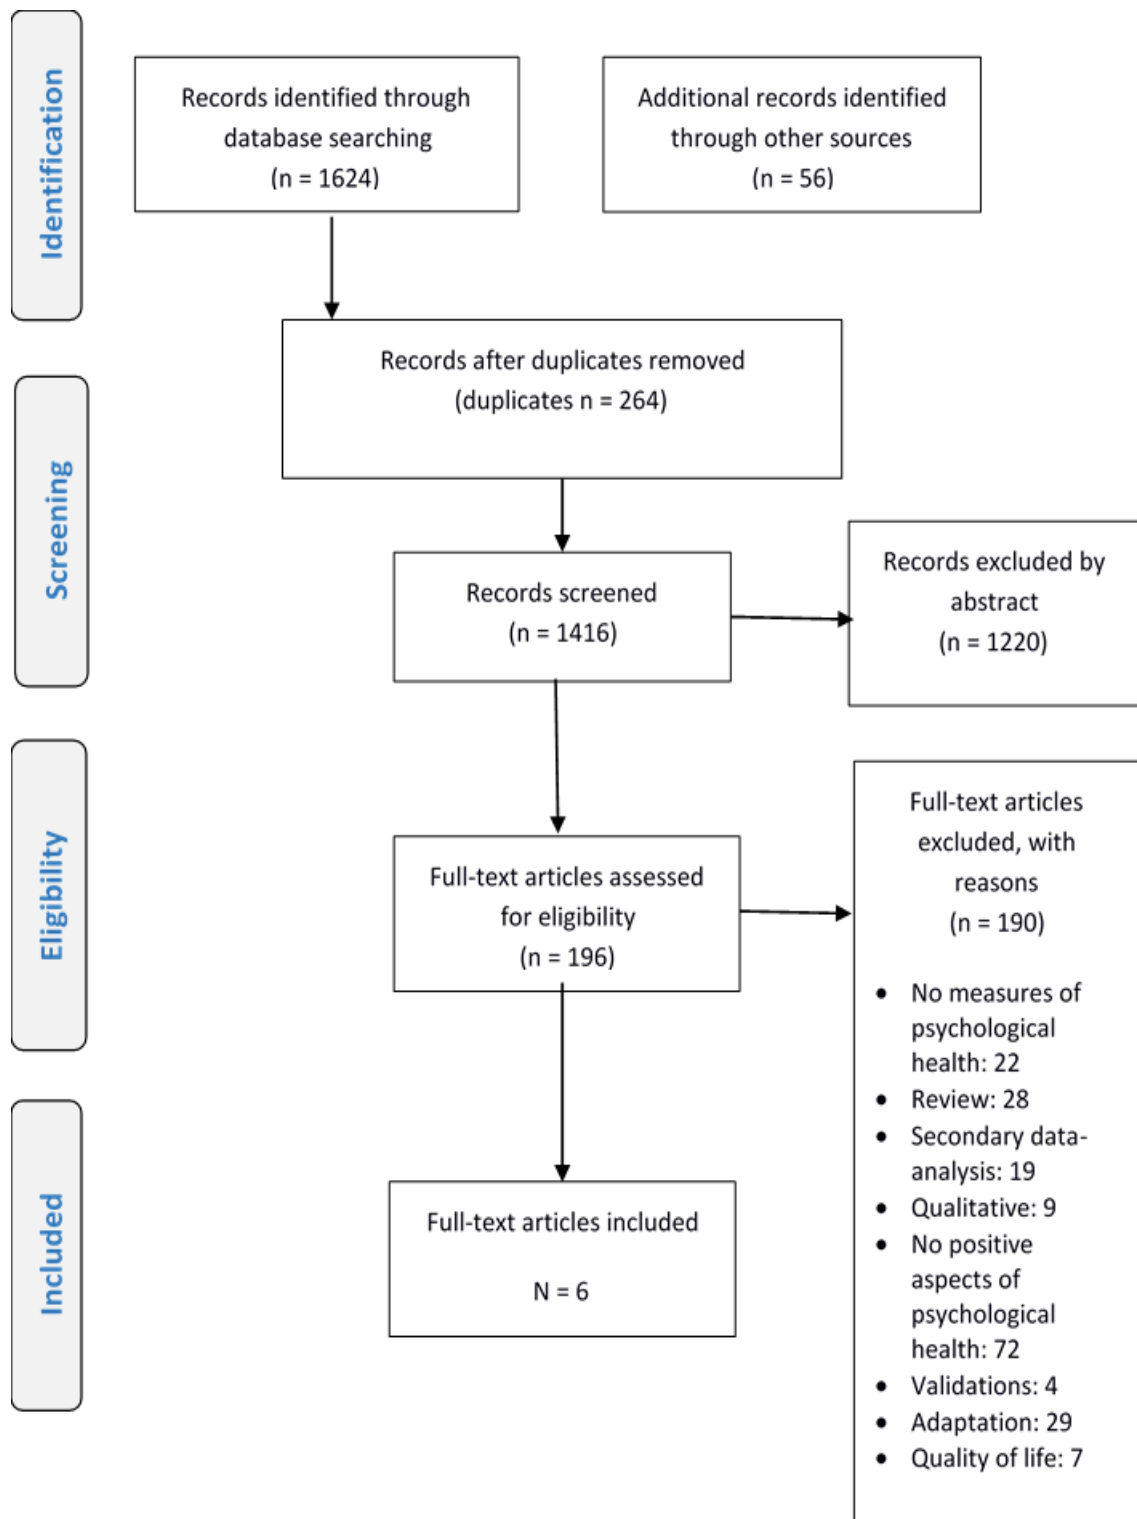 Identification
Records identified through
database searching
(n = 1624)
Additional records identified
through other sources
(n = 56)
Records after duplicates removed
(duplicates n = 264)
Screening
Records screened
(n = 1416)
Records excluded by
abstract
(n = 1220)
Eligibility
Full-text articles assessed
for eligibility
(n = 196)
Full-text articles
excluded, with
reasons
(n = 190)
• No measures of
psychological
health: 22
• Review: 28
• Secondary data-
analysis: 19
• Qualitative: 9
• No positive
aspects of
psychological
health: 72
• Validations: 4
• Adaptation: 29
• Quality of life: 7
Included
Full-text articles included
N = 6